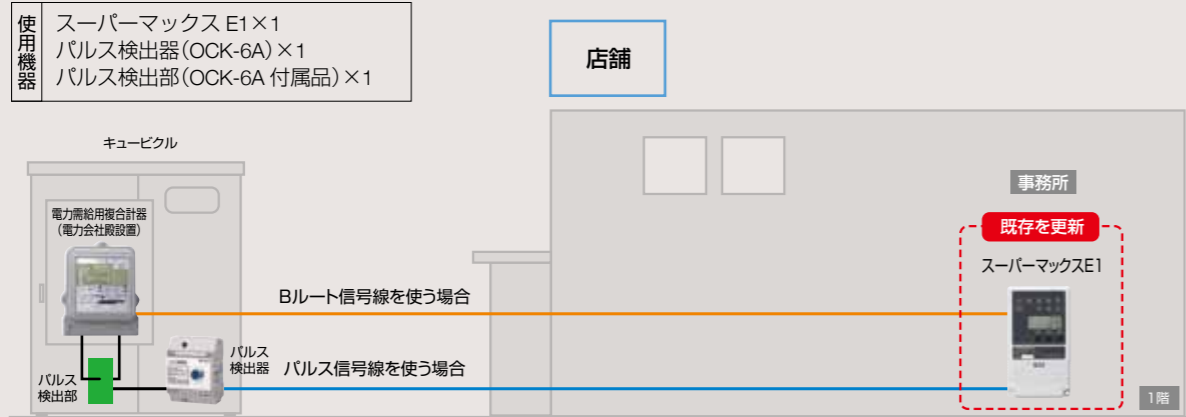 使用機器
スーパーマックス E1×1
パルス検出器(OCK-6A)×1
パルス検出部(OCK-6A 付属品)×1
店舗
キュービクル
電力需給用複合計器
(電力会社殿設置)
事務所
既存を更新
スーパーマックスE1
Bルート信号線を使う場合
パルス
検出器
パルス信号線を使う場合
パルス
検出部
1階